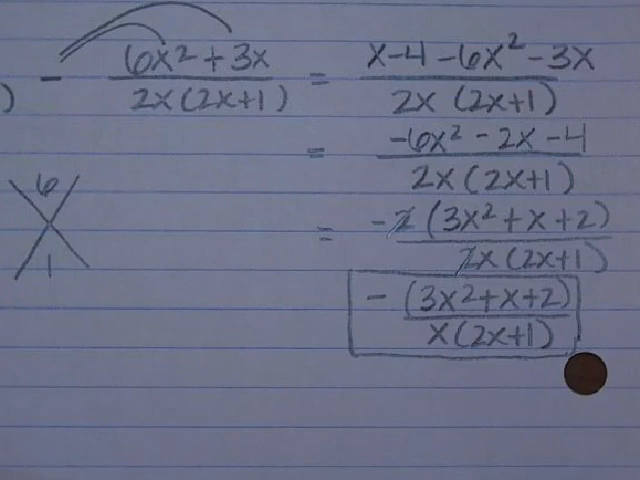 ) - 6x² + 3x / 2x(2x+1) = x-4-6x²-3x / 2x(2x+1)
= -6x² - 2x - 4 / 2x(2x+1)
6
= -2(3x²+x+2) / 2x(2x+1)
1
-(3x²+x+2) / x(2x+1)